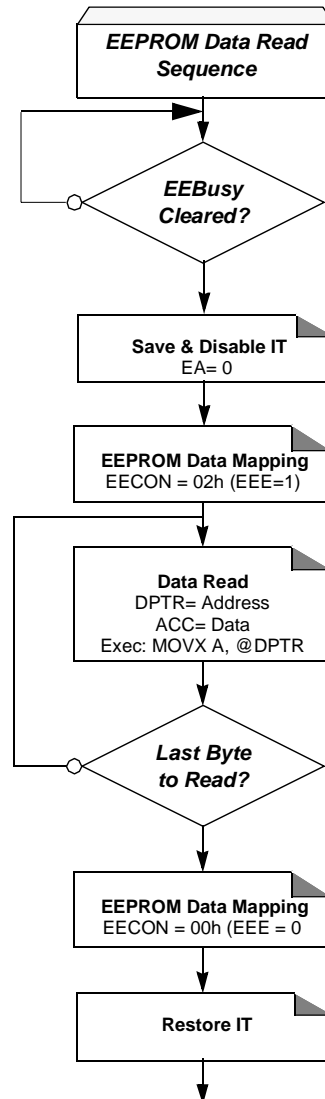 EEPROM Data Read
Sequence
EEBusy
Cleared?
Save & Disable IT
EA= 0
EEPROM Data Mapping
EECON = 02h (EEE=1)
Data Read
DPTR= Address
ACC= Data
Exec: MOVX A, @DPTR
Last Byte
to Read?
EEPROM Data Mapping
EECON = 00h (EEE = 0
Restore IT